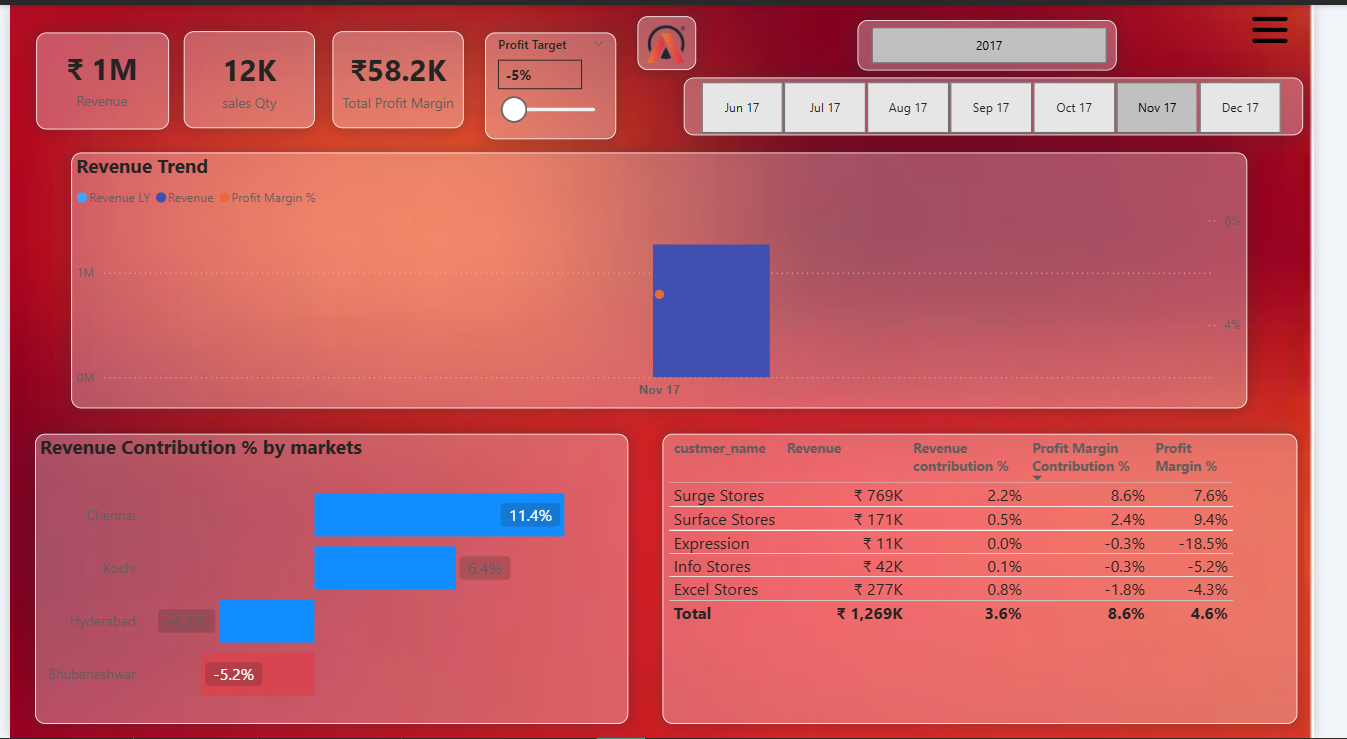 ₹ 1M
Revenue
12K
sales Qty
₹58.2K
Total Profit Margin
Profit Target
-5%
2017
Jun 17
Jul 17
Aug 17
Sep 17
Oct 17
Nov 17
Dec 17
Revenue Trend
Revenue LY Revenue Profit Margin %
6%
1M
4%
0M
Nov 17
Revenue Contribution % by markets
Chennai 11.4%
Kochi 6.4%
Hyderabad -4.3%
Bhubaneshwar -5.2%
custmer_name Revenue Revenue contribution % Profit Margin Contribution % Profit Margin %
Surge Stores ₹ 769K 2.2% 8.6% 7.6%
Surface Stores ₹ 171K 0.5% 2.4% 9.4%
Expression ₹ 11K 0.0% -0.3% -18.5%
Info Stores ₹ 42K 0.1% -0.3% -5.2%
Excel Stores ₹ 277K 0.8% -1.8% -4.3%
Total ₹ 1,269K 3.6% 8.6% 4.6%